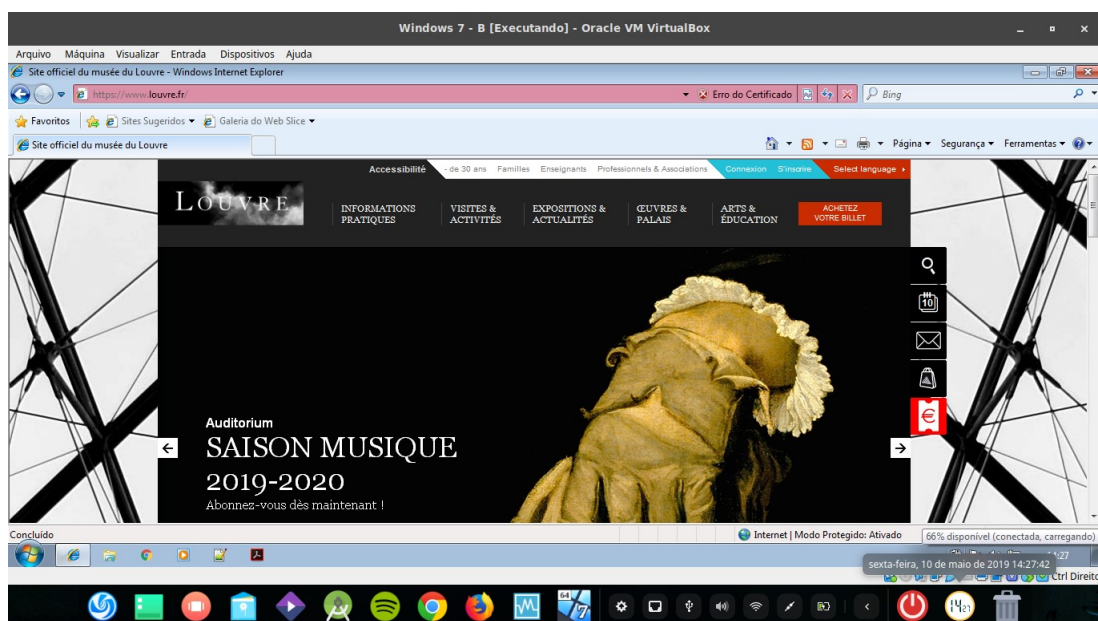 Windows 7 - B [Executando] - Oracle VM VirtualBox
Arquivo Máquina Visualizar Entrada Dispositivos Ajuda
Site officiel du musée du Louvre - Windows Internet Explorer
https://www.louvre.fr/ Erro do Certificado Bing
Favoritos Sites Sugeridos Galeria do Web Slice
Site officiel du musée du Louvre Página Segurança Ferramentas
Accessibilité - de 30 ans Familles Enseignants Professionnels & Associations Connexion S'inscrire Select language
LOUVRE
INFORMATIONS PRATIQUES
VISITES & ACTIVITÉS
EXPOSITIONS & ACTUALITÉS
ŒUVRES & PALAIS
ARTS & ÉDUCATION
ACHETEZ VOTRE BILLET
10
€
Auditorium
SAISON MUSIQUE
2019-2020
Abonnez-vous dès maintenant !
Concluído Internet | Modo Protegido: Ativado 66% disponível (conectada, carregando)
14:27
sexta-feira, 10 de maio de 2019 14:27:42
Ctrl Direito
64
7